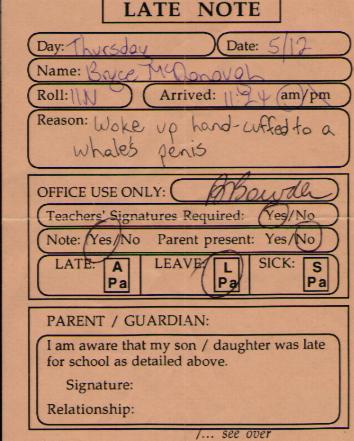 LATE NOTE
Day: Thursday Date: 5/12
Name: Bryce McDonough
Roll: 11N Arrived: 11:24 am/pm
Reason: Woke up hand-cuffed to a
whale's penis
OFFICE USE ONLY:
Teachers' Signatures Required: Yes/No
Note: Yes/No Parent present: Yes/No
LATE: A Pa LEAVE: L Pa SICK: S Pa
PARENT / GUARDIAN:
I am aware that my son / daughter was late
for school as detailed above.
Signature:
Relationship:
/... see over